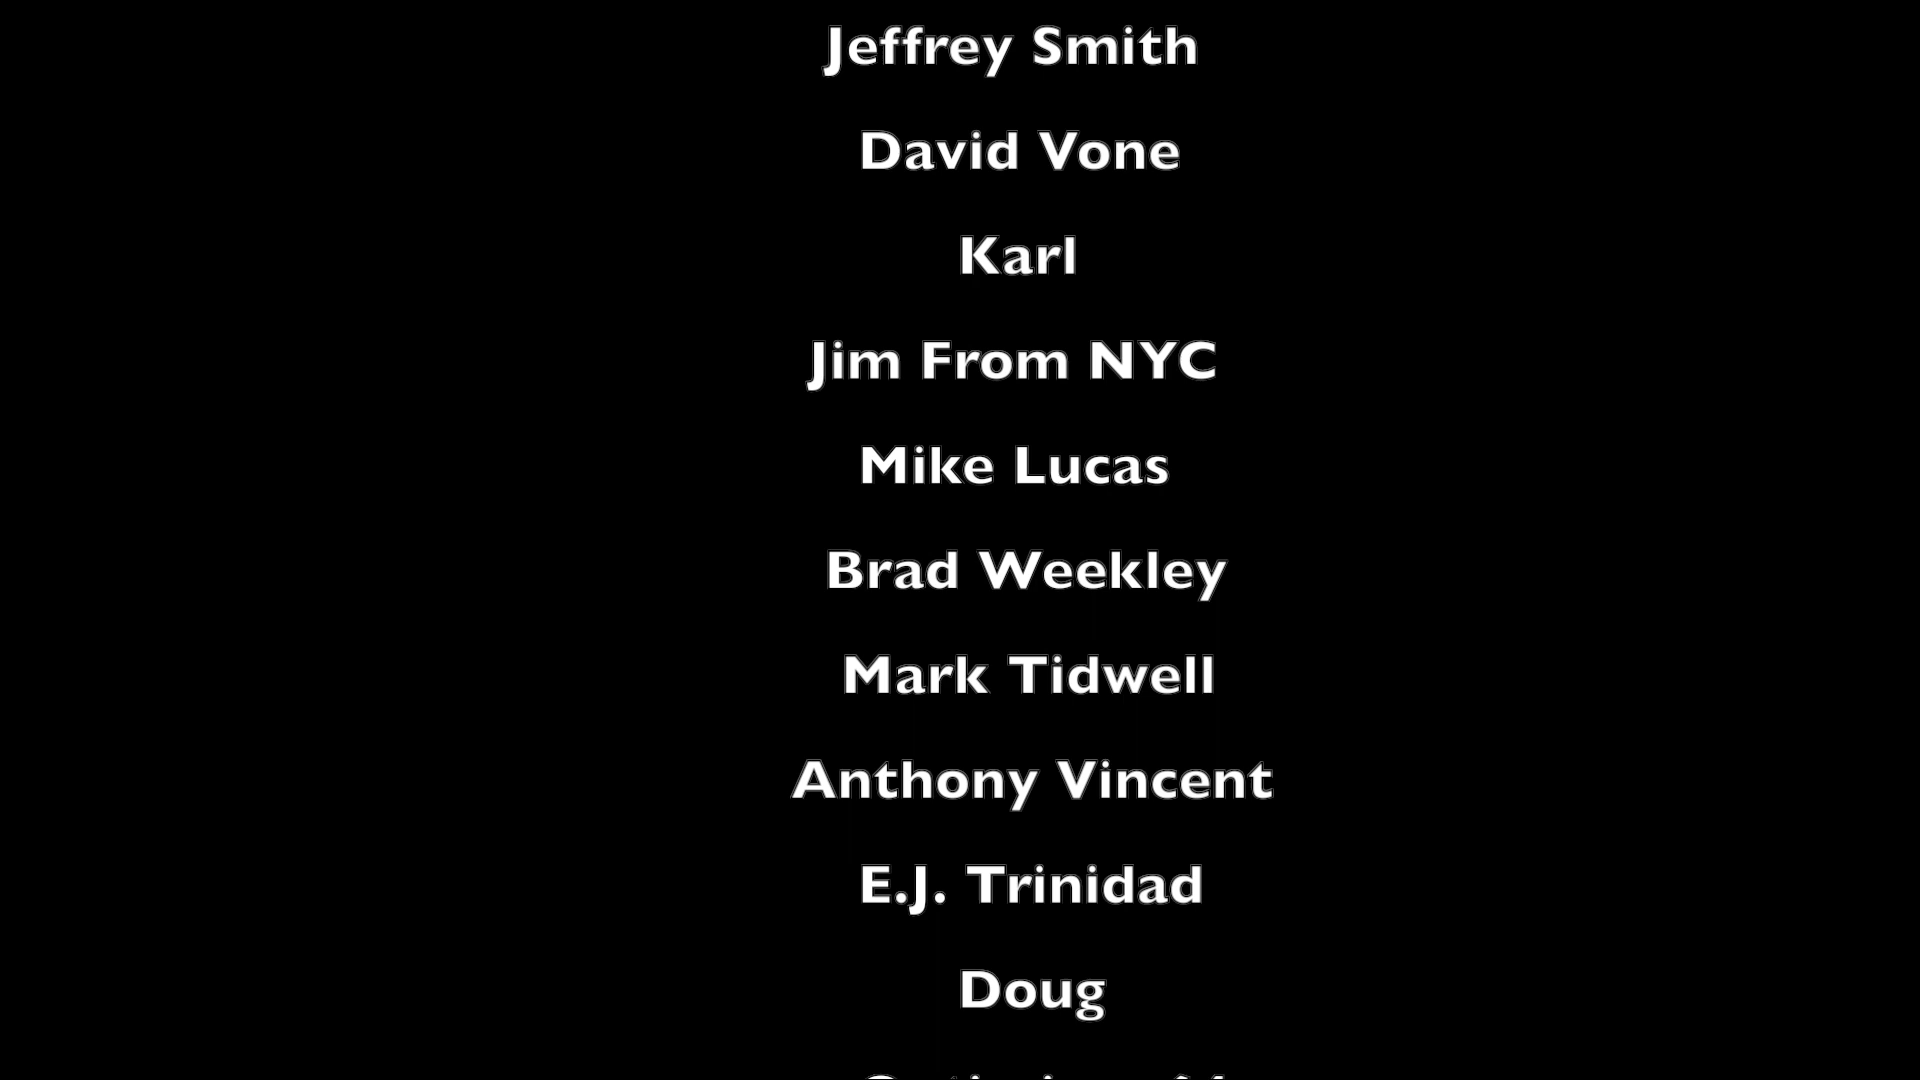 Jeffrey Smith
David Vone
Karl
Jim From NYC
Mike Lucas
Brad Weekley
Mark Tidwell
Anthony Vincent
E.J. Trinidad
Doug